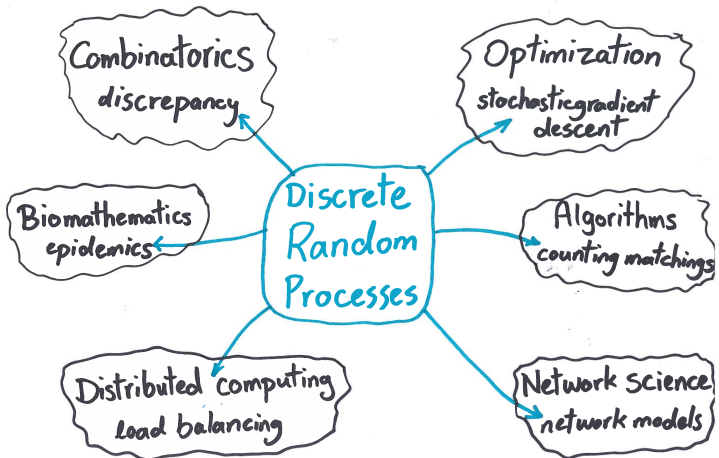 Combinatorics
discrepancy
Optimization
stochasticgradient
descent
Discrete
Random
Processes
Biomathematics
epidemics
Algorithms
counting matchings
Distributed computing
load balancing
Network science
network models